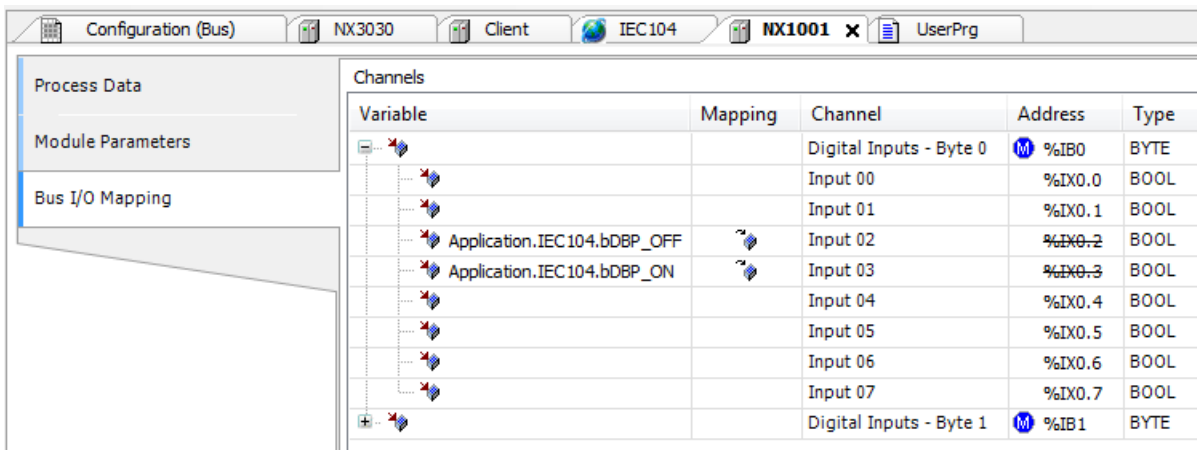 Configuration (Bus) NX3030 Client IEC104 NX1001 x UserPrg
Process Data
Module Parameters
Bus I/O Mapping
Channels
Variable Mapping Channel Address Type
Digital Inputs - Byte 0 M %IB0 BYTE
Input 00 %IX0.0 BOOL
Input 01 %IX0.1 BOOL
Application.IEC104.bDBP_OFF Input 02 %IX0.2 BOOL
Application.IEC104.bDBP_ON Input 03 %IX0.3 BOOL
Input 04 %IX0.4 BOOL
Input 05 %IX0.5 BOOL
Input 06 %IX0.6 BOOL
Input 07 %IX0.7 BOOL
Digital Inputs - Byte 1 M %IB1 BYTE